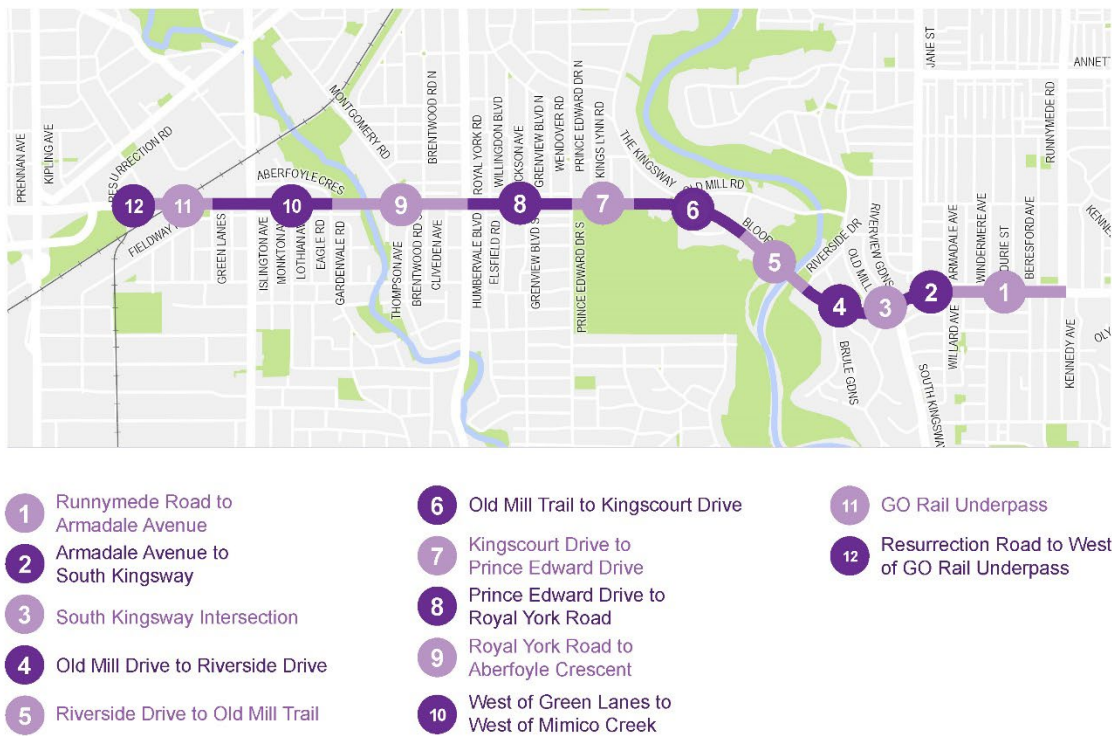 PRENNAN AVE
KIPLING AVE
MONTGOMERY RD
BRENTWOOD RD N
ROYAL YORK RD
WILLINGDON BLVD
CKSON AVE
GRENVIEW BLVD N
WENDOVER RD
PRINCE EDWARD DR N
KINGS LYNN RD
THE KINGSWAY
OLD MILL RD
JANE ST
ANNETT
RUNNYMEDE RD
ABERFOYLE CRES
12
11
10
9
8
7
6
5
4
3
2
1
FIELDWAY
GREEN LANES
ISLINGTON AVE
MONKTON A
LOTHIAN AV
EAGLE RD
GARDENVALE RD
THOMPSON AVE
BRENTWOOD RD S
CLIVEDEN AVE
HUMBERVALE BLVD
ELSFIELD RD
GRENVIEW BLVD S
PRINCE EDWARD DR S
BLOOR
RIVERSIDE DR
OLD MILL
RIVERVIEW GDNS
BRULE GDNS
SOUTH KINGSWAY
ARMADALE AVE
WILLARD AVE
WINDERMERE AVE
DURIE ST
BERESFORD AVE
KENNE
KENNEDY AVE
OLY
1 Runnymede Road to
Armadale Avenue
2 Armadale Avenue to
South Kingsway
3 South Kingsway Intersection
4 Old Mill Drive to Riverside Drive
5 Riverside Drive to Old Mill Trail
6 Old Mill Trail to Kingscourt Drive
7 Kingscourt Drive to
Prince Edward Drive
8 Prince Edward Drive to
Royal York Road
9 Royal York Road to
Aberfoyle Crescent
10 West of Green Lanes to
West of Mimico Creek
11 GO Rail Underpass
12 Resurrection Road to West
of GO Rail Underpass